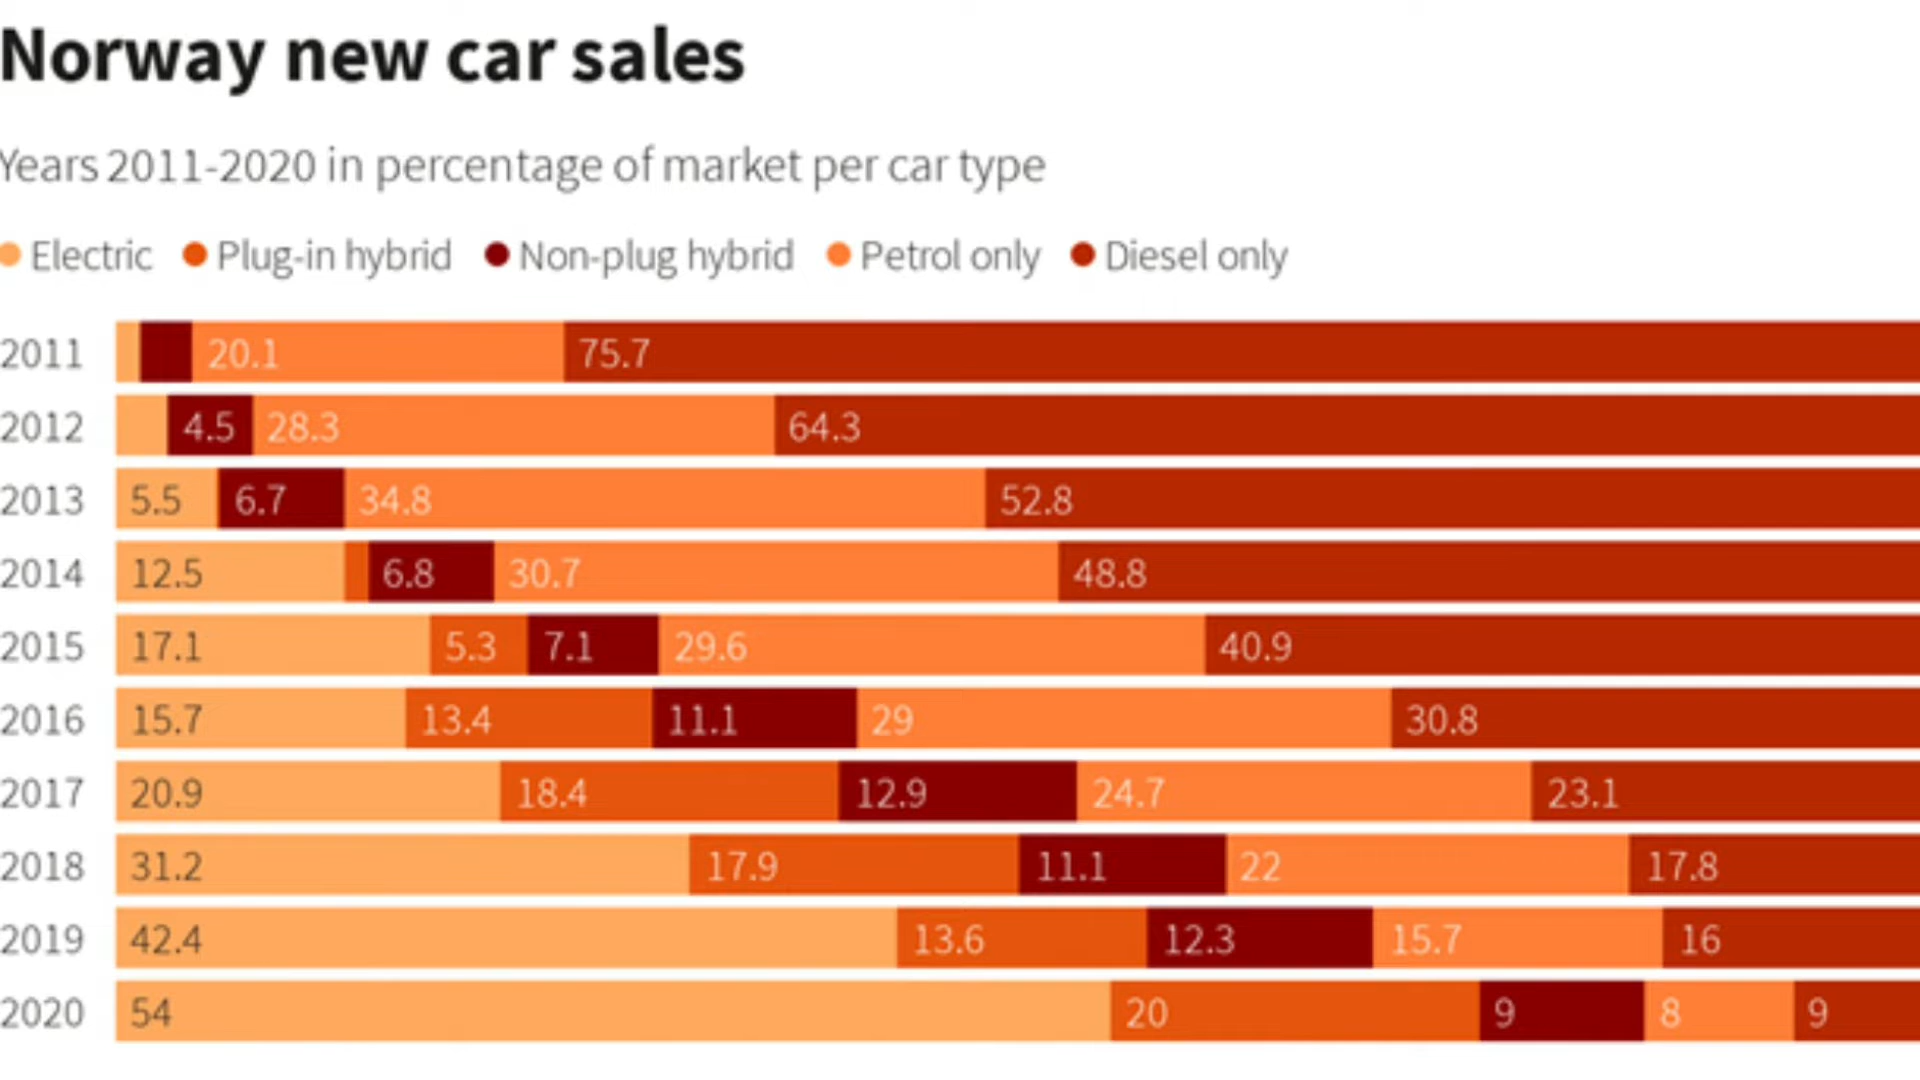 Norway new car sales
Years 2011-2020 in percentage of market per car type
Electric Plug-in hybrid Non-plug hybrid Petrol only Diesel only
2011 20.1 75.7
2012 4.5 28.3 64.3
2013 5.5 6.7 34.8 52.8
2014 12.5 6.8 30.7 48.8
2015 17.1 5.3 7.1 29.6 40.9
2016 15.7 13.4 11.1 29 30.8
2017 20.9 18.4 12.9 24.7 23.1
2018 31.2 17.9 11.1 22 17.8
2019 42.4 13.6 12.3 15.7 16
2020 54 20 9 8 9